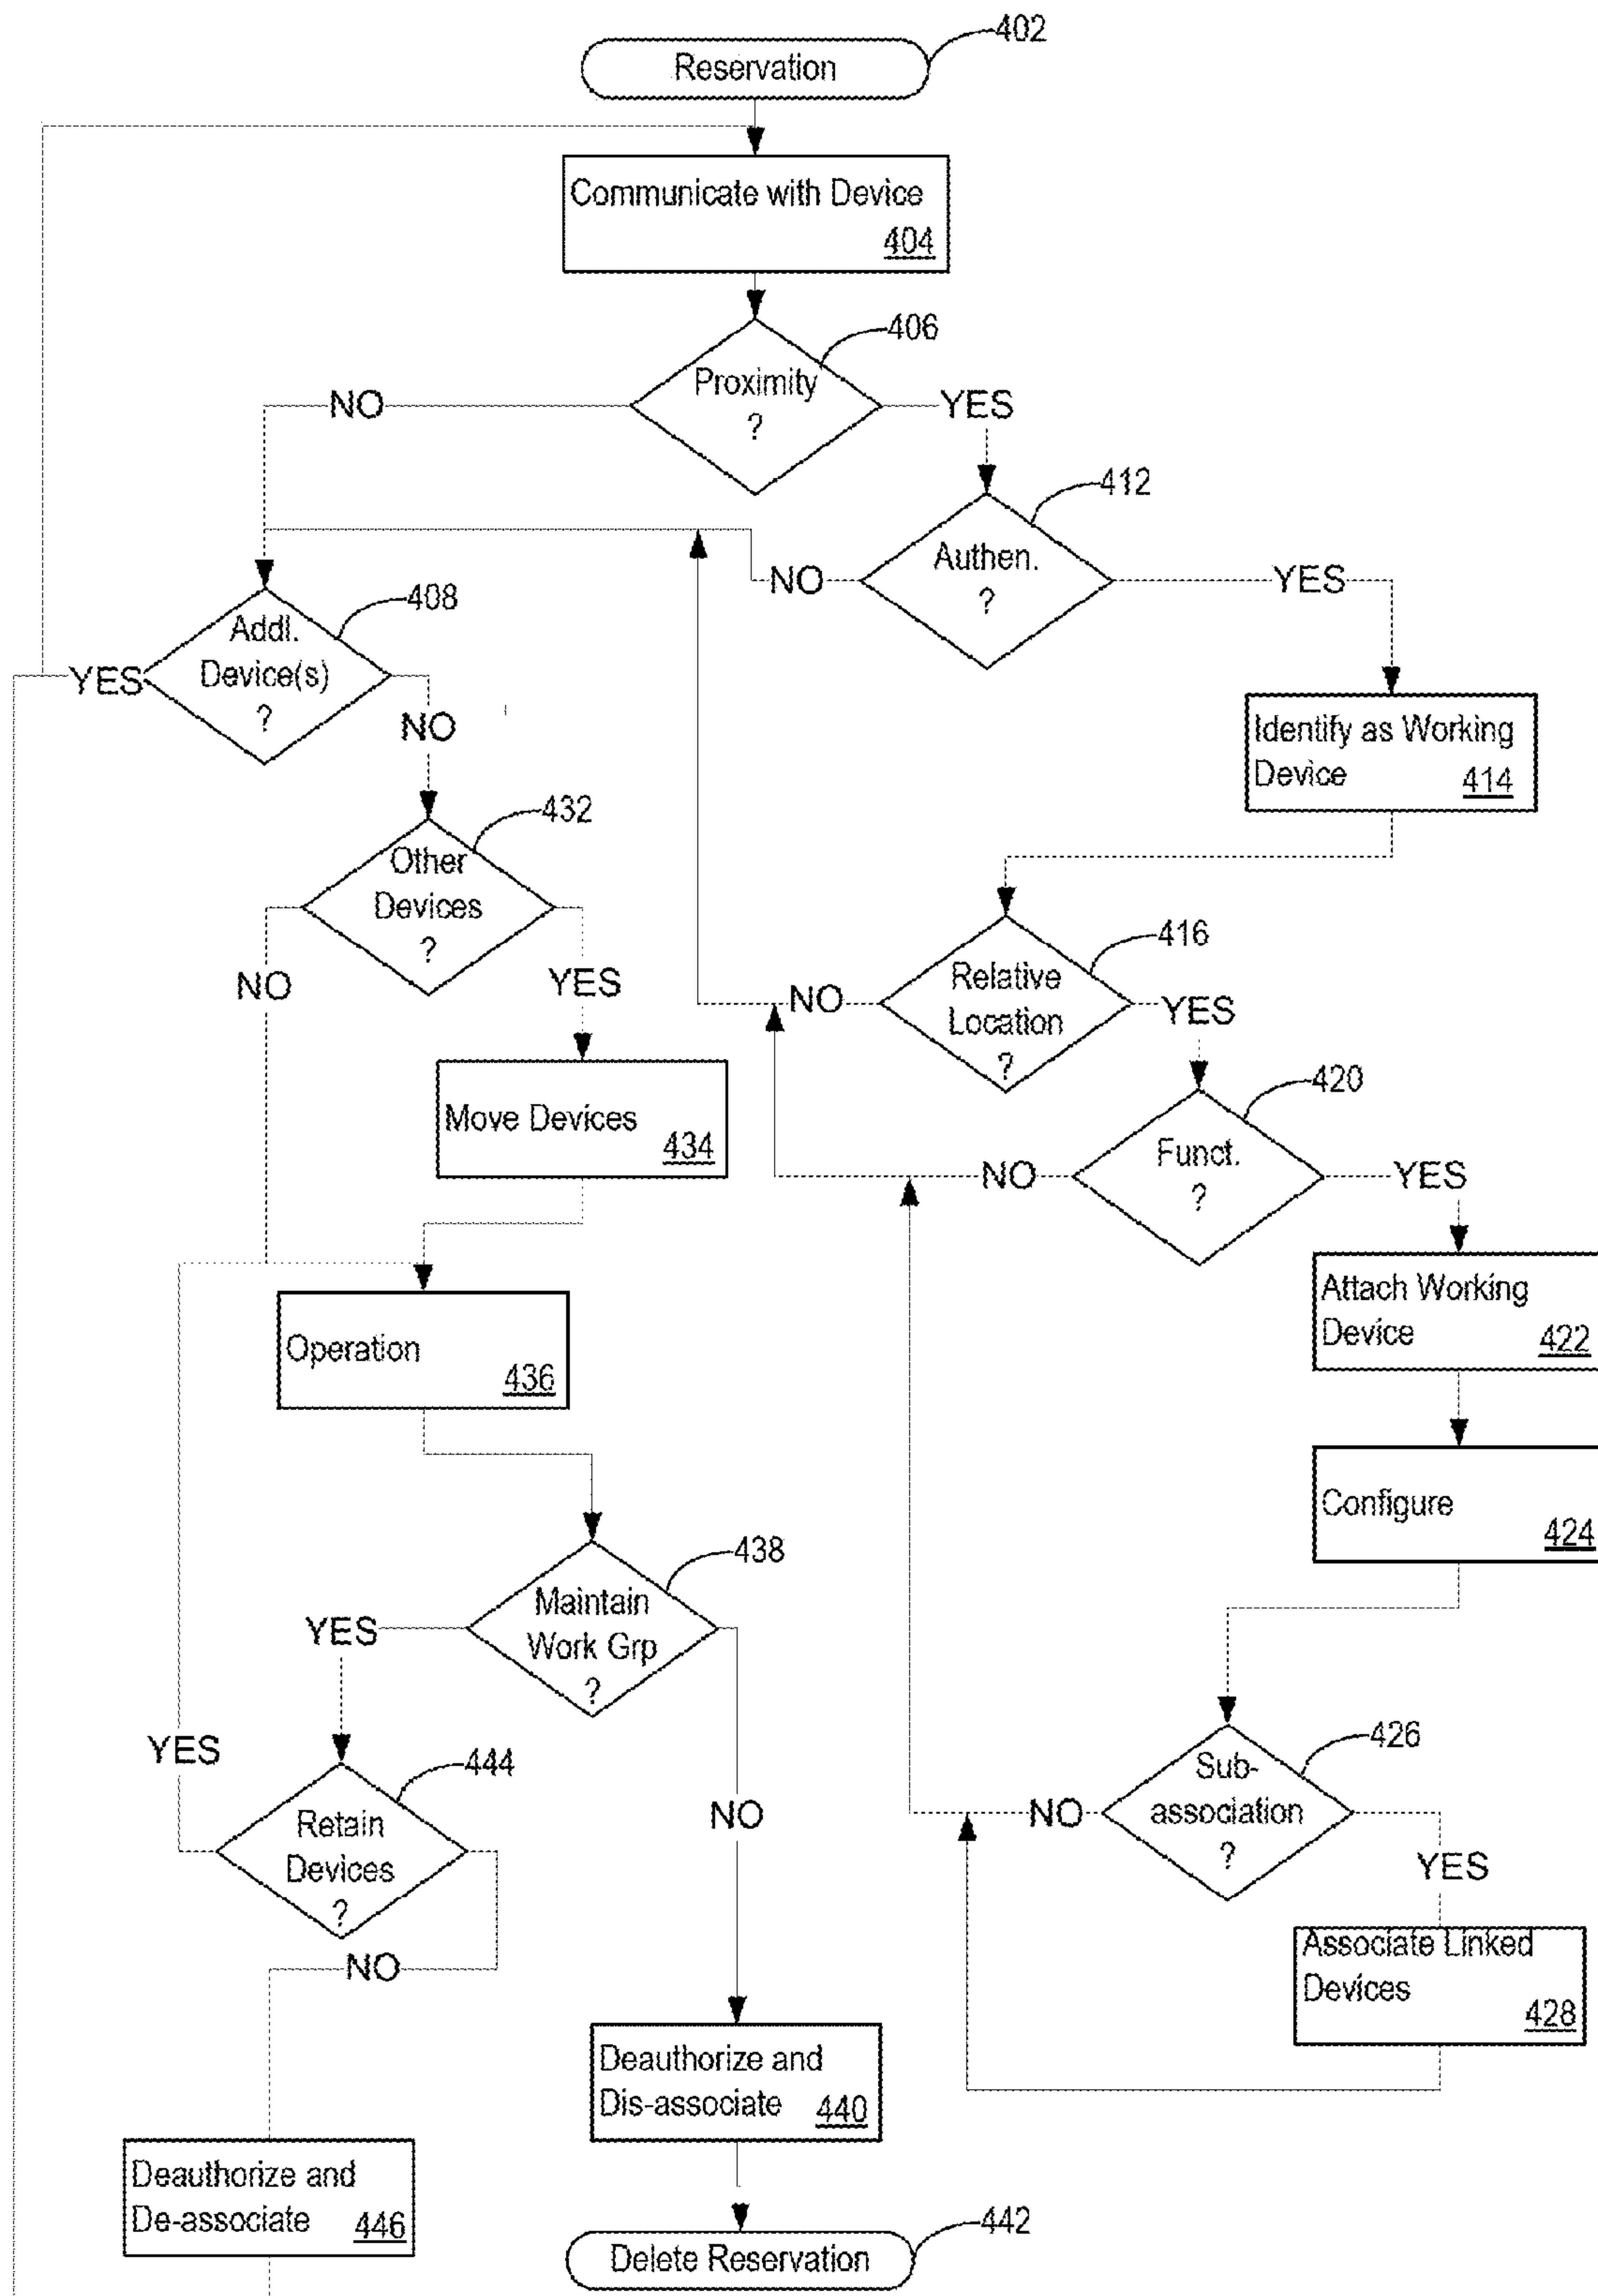 Reservation
402
Communicate with Device
404
406
Proximity
?
NO
YES
412
Authen.
?
NO
YES
408
Addl.
Device(s)
?
YES
NO
Identify as Working
Device
414
432
Other
Devices
?
NO
YES
416
Relative
Location
?
NO
YES
Move Devices
434
420
Funct.
?
NO
YES
Attach Working
Device
422
Operation
436
Configure
424
438
Maintain
Work Grp
?
YES
NO
426
Sub-
association
?
NO
YES
444
Retain
Devices
?
YES
NO
Associate Linked
Devices
428
Deauthorize and
Dis-associate
440
Deauthorize and
De-associate
446
442
Delete Reservation